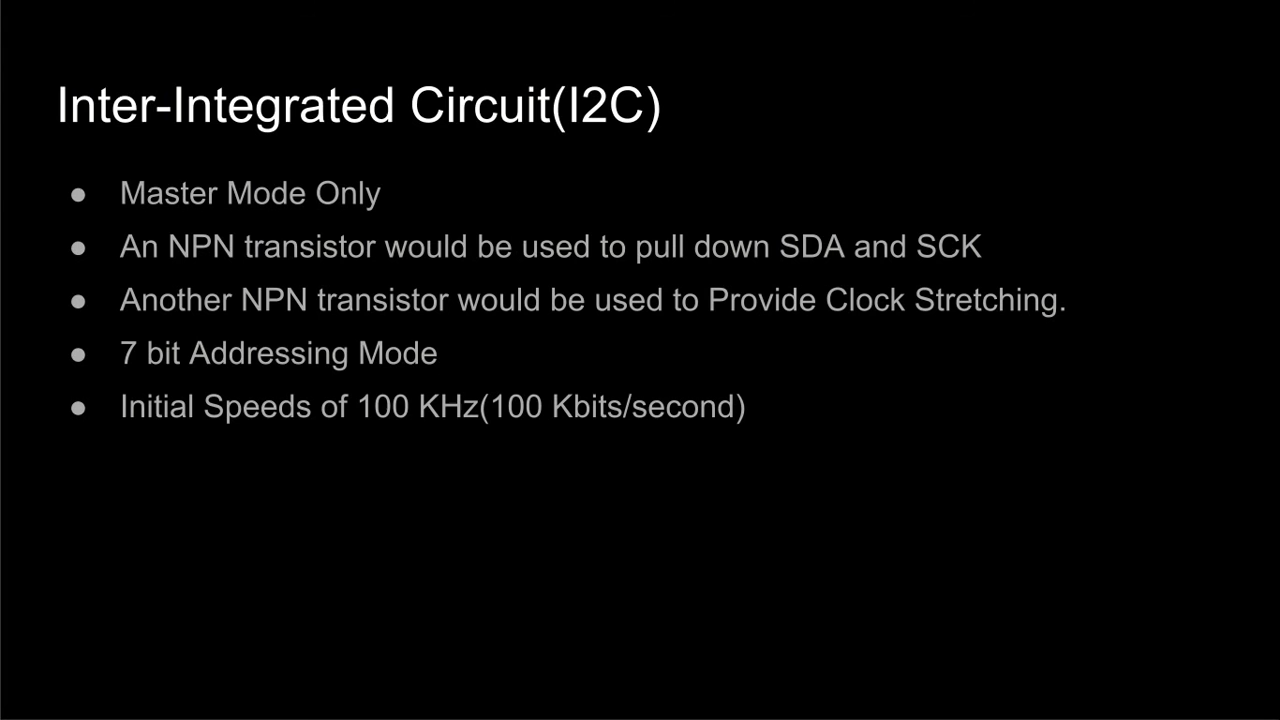 Inter-Integrated Circuit(I2C)
● Master Mode Only
● An NPN transistor would be used to pull down SDA and SCK
● Another NPN transistor would be used to Provide Clock Stretching.
● 7 bit Addressing Mode
● Initial Speeds of 100 KHz(100 Kbits/second)